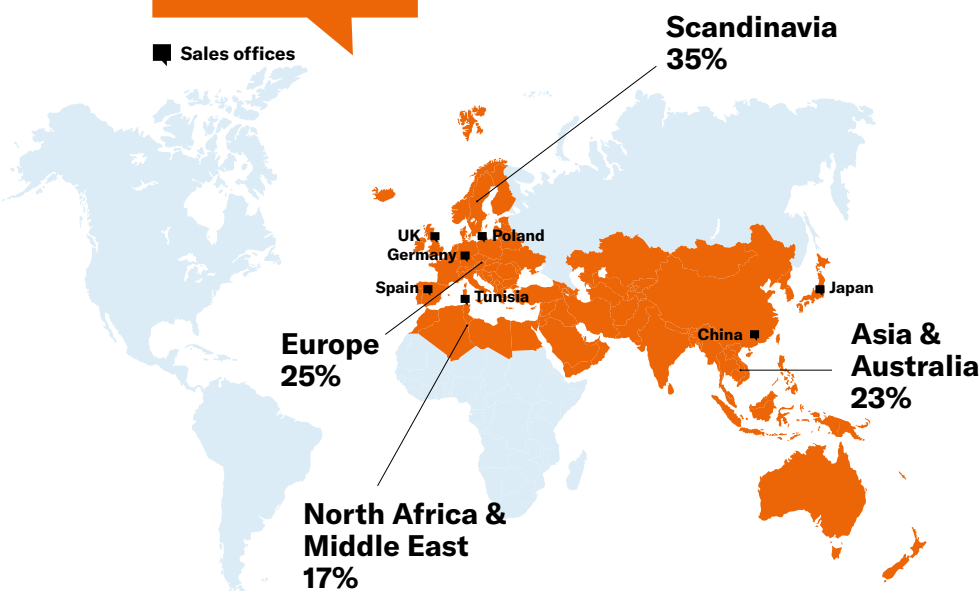 Sales offices
Scandinavia
35%
UK
Poland
Germany
Spain
Tunisia
Japan
China
Europe
25%
Asia &
Australia
23%
North Africa &
Middle East
17%